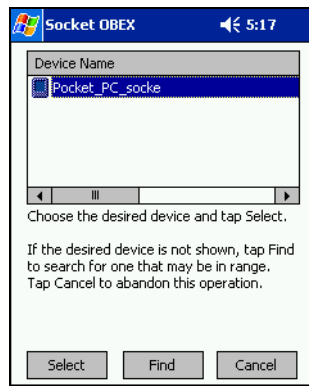 Socket OBEX 5:17
Device Name
Pocket_PC_socke
Choose the desired device and tap Select.
If the desired device is not shown, tap Find
to search for one that may be in range.
Tap Cancel to abandon this operation.
Select Find Cancel